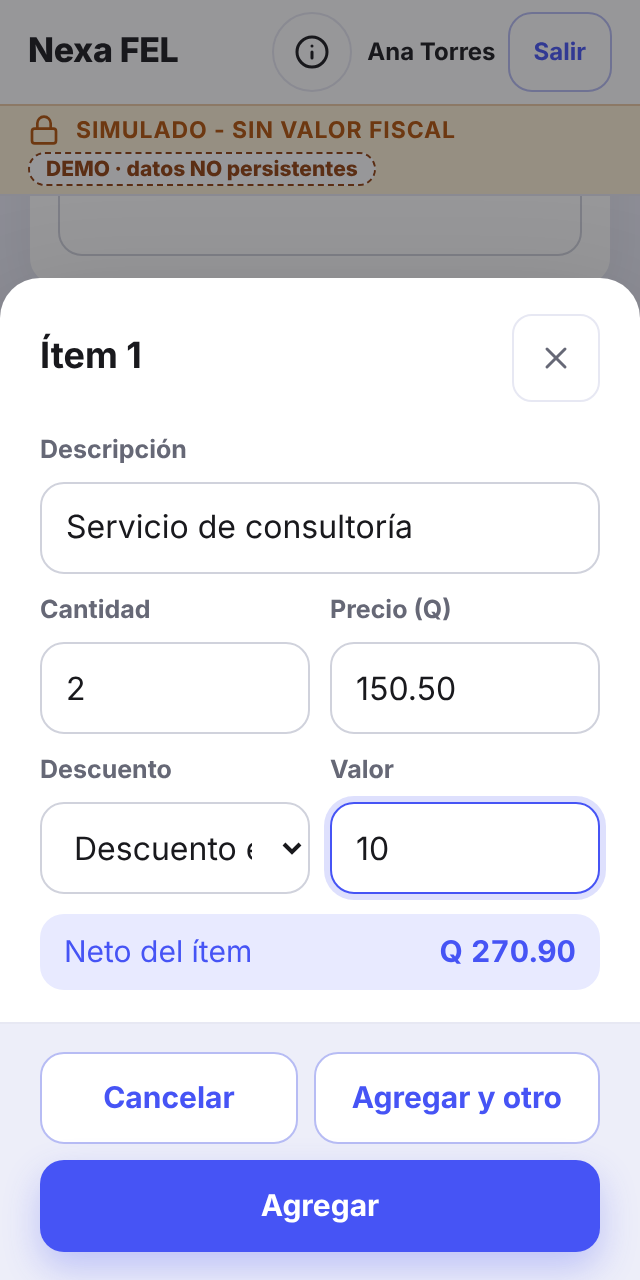 Nexa FEL
Ana Torres
Salir
SIMULADO - SIN VALOR FISCAL
DEMO · datos NO persistentes
Ítem 1
Descripción
Servicio de consultoría
Cantidad
Precio (Q)
2
150.50
Descuento
Valor
Descuento
10
Neto del ítem
Q 270.90
Cancelar
Agregar y otro
Agregar